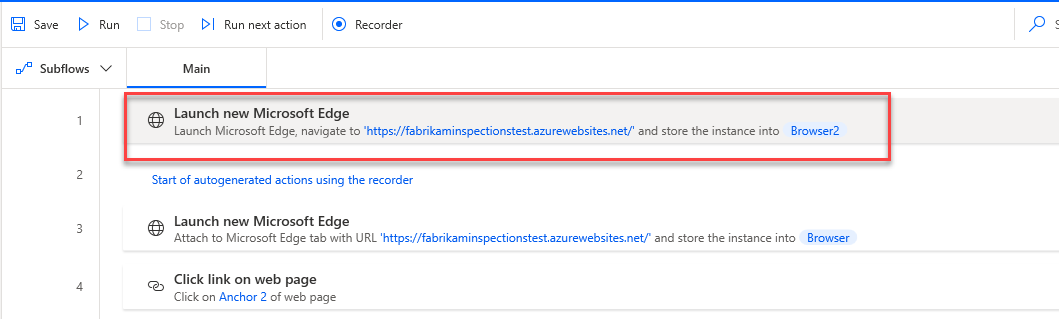 Save Run Stop Run next action Recorder S
Subflows Main
1 Launch new Microsoft Edge
Launch Microsoft Edge, navigate to 'https://fabrikaminspectionstest.azurewebsites.net/' and store the instance into Browser2
2 Start of autogenerated actions using the recorder
3 Launch new Microsoft Edge
Attach to Microsoft Edge tab with URL 'https://fabrikaminspectionstest.azurewebsites.net/' and store the instance into Browser
4 Click link on web page
Click on Anchor 2 of web page